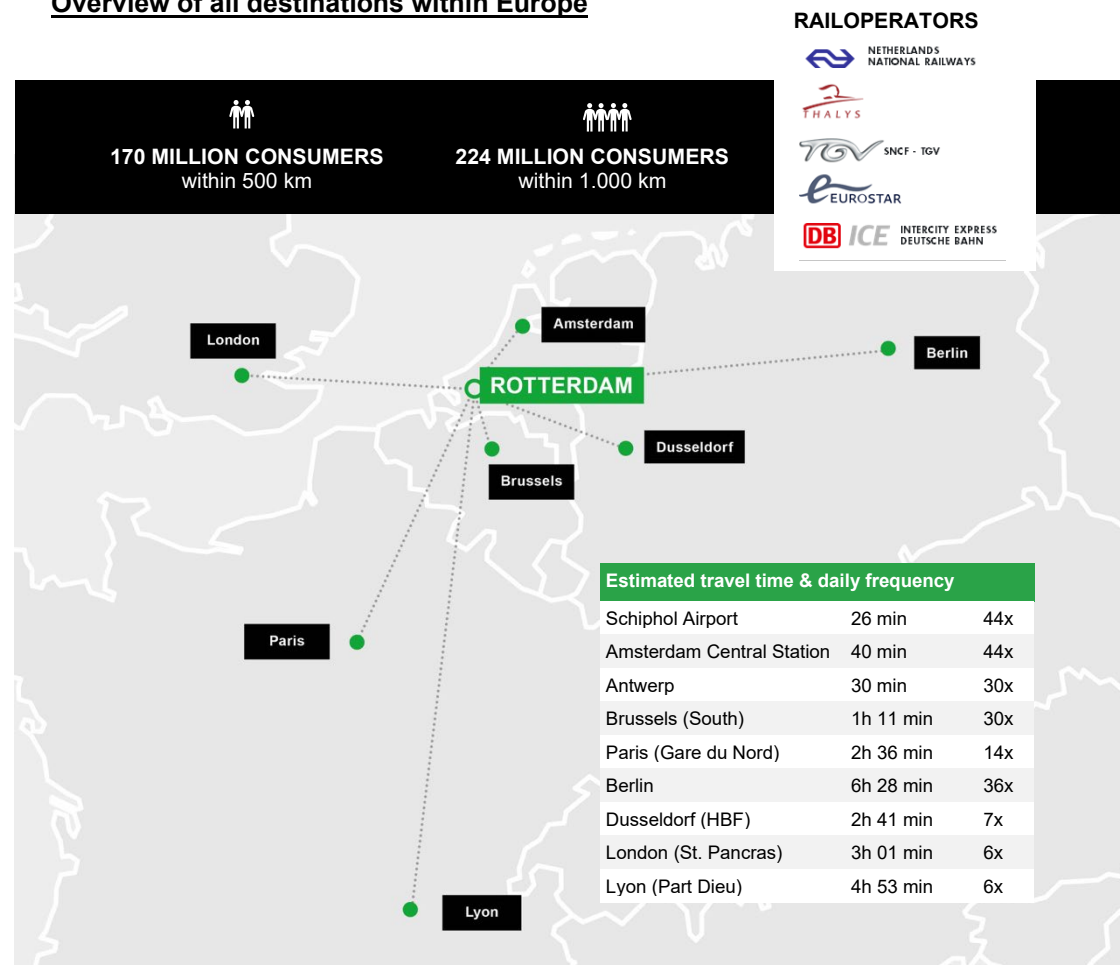 Overview of all destinations within Europe
RAILOPERATORS
NETHERLANDS
NATIONAL RAILWAYS
THALYS
TGV SNCF - TGV
eEUROSTAR
DB ICE INTERCITY EXPRESS
DEUTSCHE BAHN
170 MILLION CONSUMERS
within 500 km
224 MILLION CONSUMERS
within 1.000 km
London
Amsterdam
Berlin
ROTTERDAM
Dusseldorf
Brussels
Paris
Lyon
Estimated travel time & daily frequency
Schiphol Airport 26 min 44x
Amsterdam Central Station 40 min 44x
Antwerp 30 min 30x
Brussels (South) 1h 11 min 30x
Paris (Gare du Nord) 2h 36 min 14x
Berlin 6h 28 min 36x
Dusseldorf (HBF) 2h 41 min 7x
London (St. Pancras) 3h 01 min 6x
Lyon (Part Dieu) 4h 53 min 6x